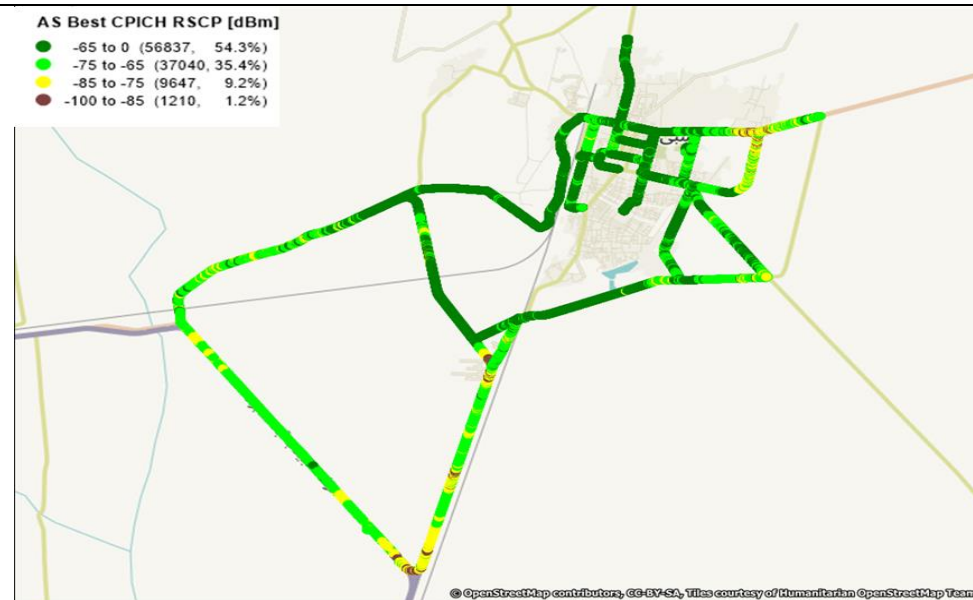 AS Best CPICH RSCP [dBm]
-65 to 0 (56837, 54.3%)
-75 to -65 (37040, 35.4%)
-85 to -75 (9647, 9.2%)
-100 to -85 (1210, 1.2%)
© OpenStreetMap contributors, CC-BY-SA, Tiles courtesy of Humanitarian OpenStreetMap Team